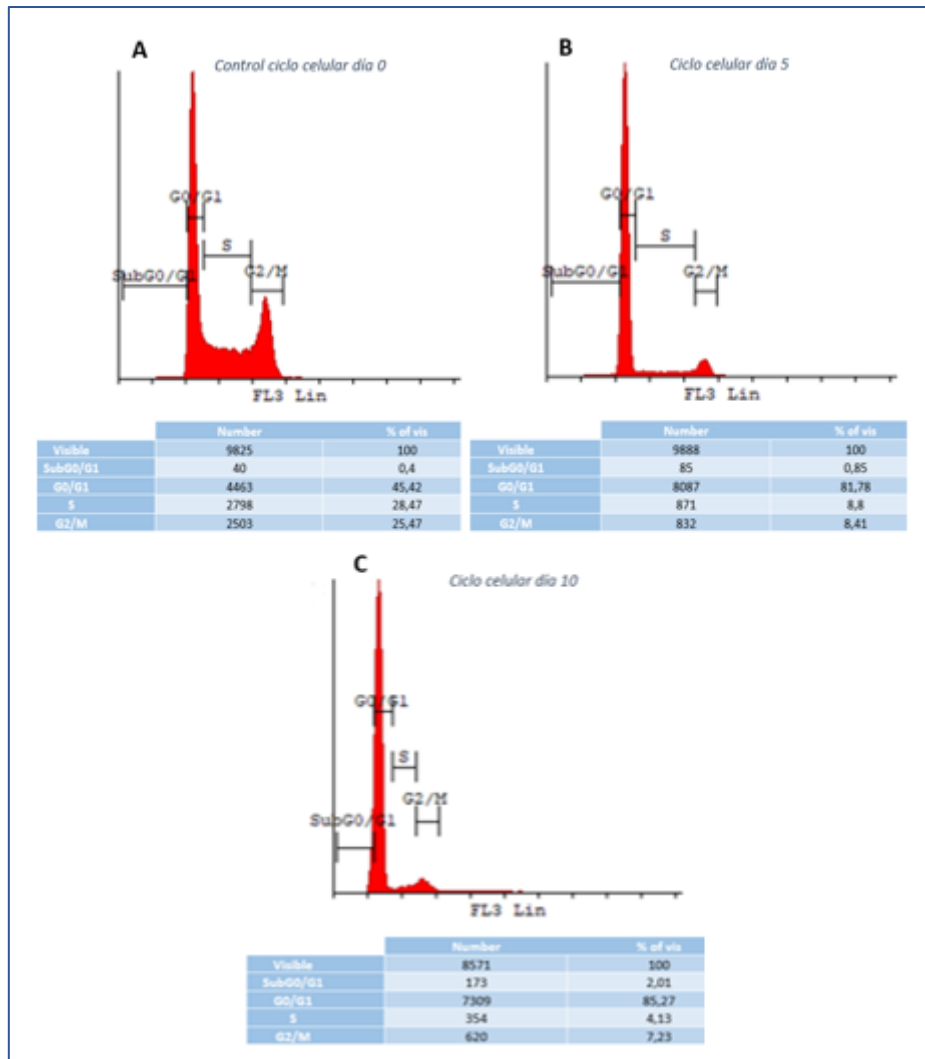 A
Control ciclo celular día 0
G0/G1
S
SubG0/G1
G2/M
FL3 Lin
Number % of vis
Visible 9825 100
SubG0/G1 40 0,4
G0/G1 4463 45,42
S 2798 28,47
G2/M 2503 25,47
B
Ciclo celular día 5
G0/G1
S
SubG0/G1
G2/M
FL3 Lin
Number % of vis
Visible 9888 100
SubG0/G1 85 0,85
G0/G1 8087 81,78
S 871 8,8
G2/M 832 8,41
C
Ciclo celular día 10
G0/G1
S
G2/M
SubG0/G1
FL3 Lin
Number % of vis
Visible 8571 100
SubG0/G1 173 2,01
G0/G1 7309 85,27
S 354 4,13
G2/M 620 7,23